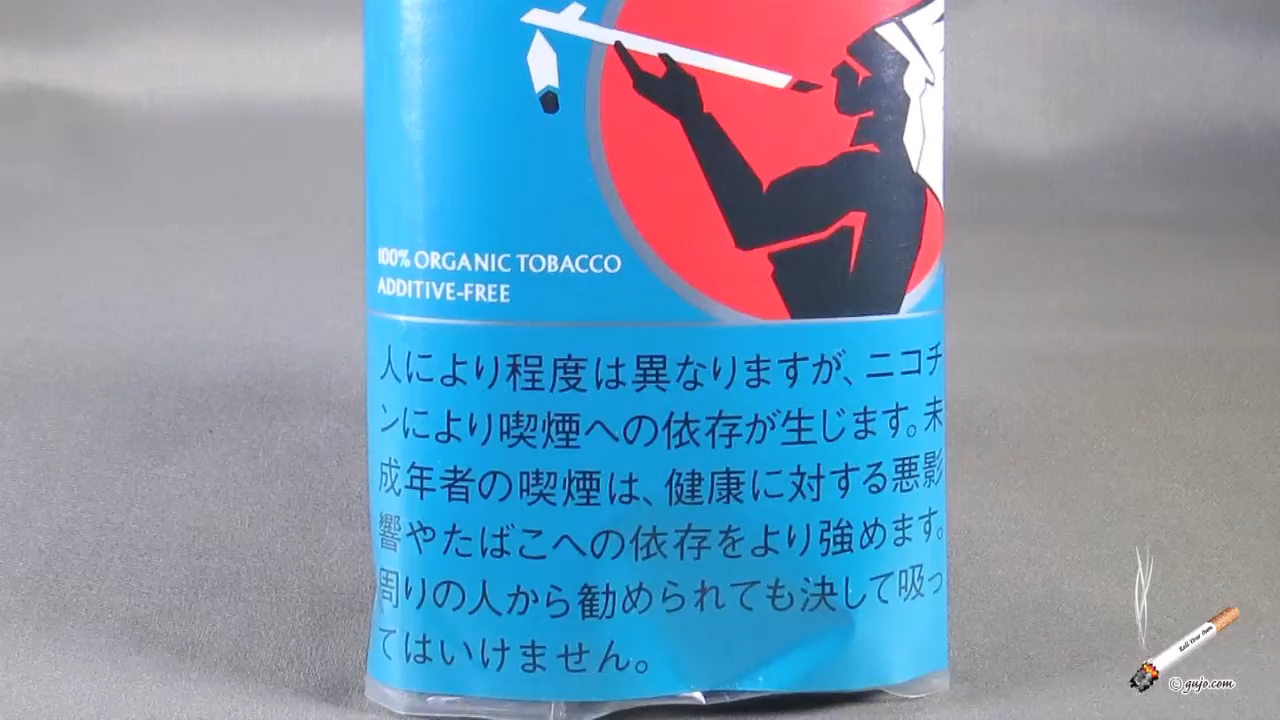 100% ORGANIC TOBACCO
ADDITIVE-FREE
人により程度は異なりますが、ニコチ
ンにより喫煙への依存が生じます。未
成年者の喫煙は、健康に対する悪影
響やたばこへの依存をより強めます。
周りの人から勧められても決して吸っ
てはいけません。
Roll Your Own
© gujo.com